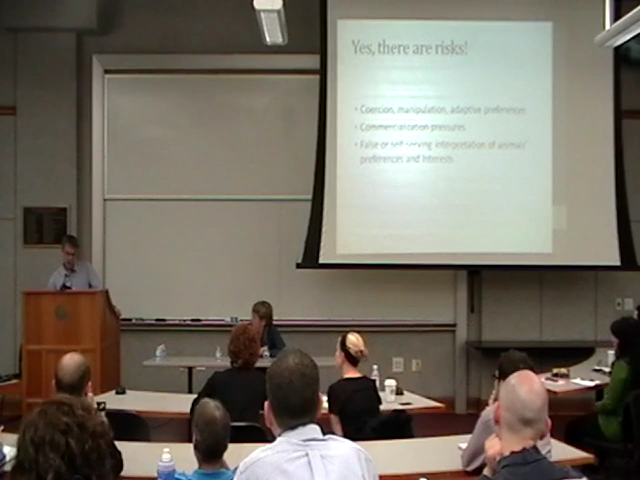 Yes, there are risks!
• Coercion, manipulation, adaptive preferences
• Commercialization pressures
• False or self-serving interpretation of animals'
preferences and interests